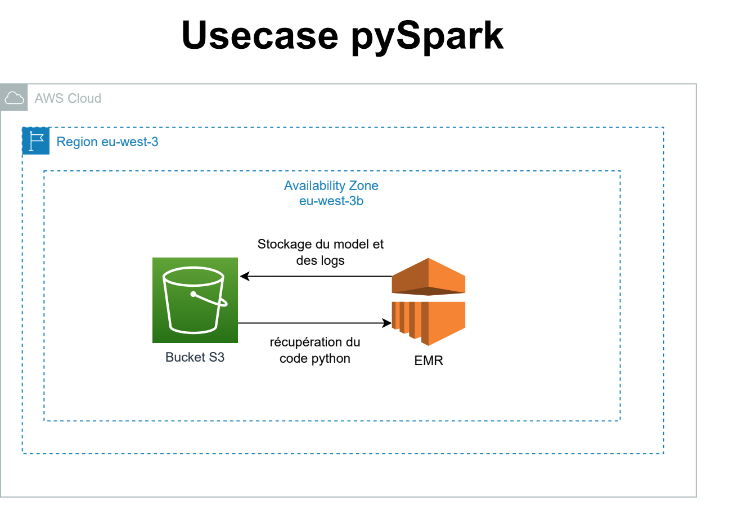 Usecase pySpark
AWS Cloud
Region eu-west-3
Availability Zone
eu-west-3b
Stockage du model et
des logs
récupération du
code python
Bucket S3
EMR